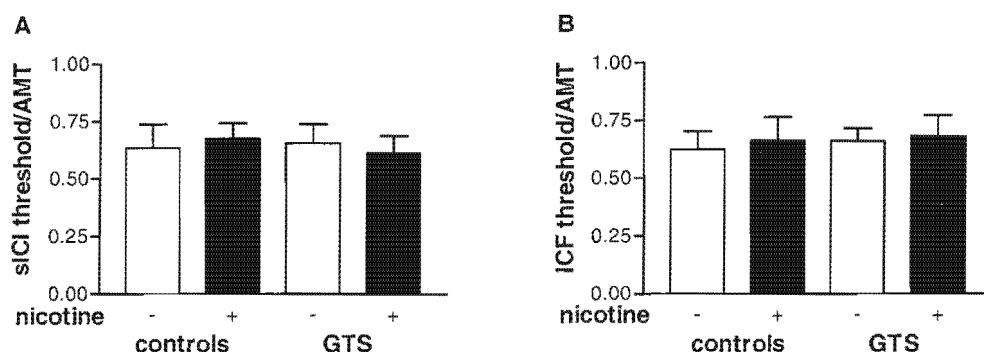 A
sICI threshold/AMT
1.00
0.75
0.50
0.25
0.00
nicotine - + - +
controls GTS
B
ICF threshold/AMT
1.00
0.75
0.50
0.25
0.00
nicotine - + - +
controls GTS